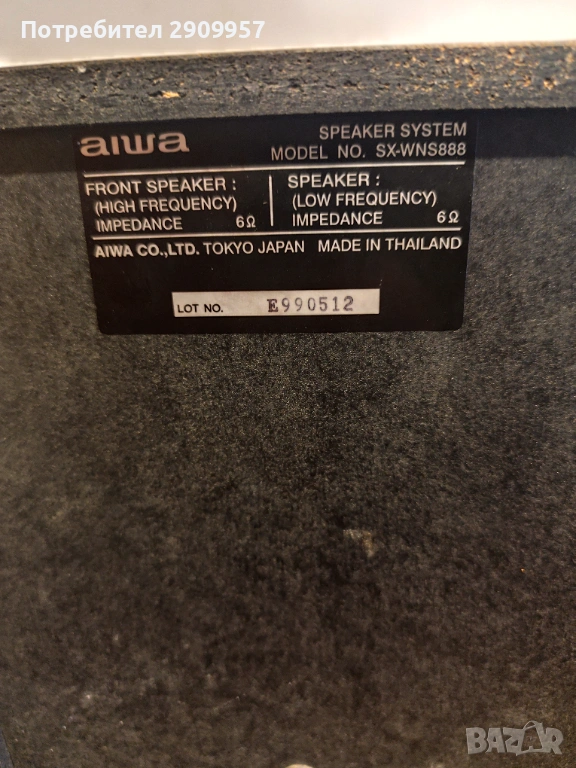 Потребител 2909957
aiwa
SPEAKER SYSTEM
MODEL NO. SX-WNS888
FRONT SPEAKER :
(HIGH FREQUENCY)
IMPEDANCE 6Ω
SPEAKER :
(LOW FREQUENCY)
IMPEDANCE 6Ω
AIWA CO.,LTD. TOKYO JAPAN MADE IN THAILAND
LOT NO. E990512
BAZAR